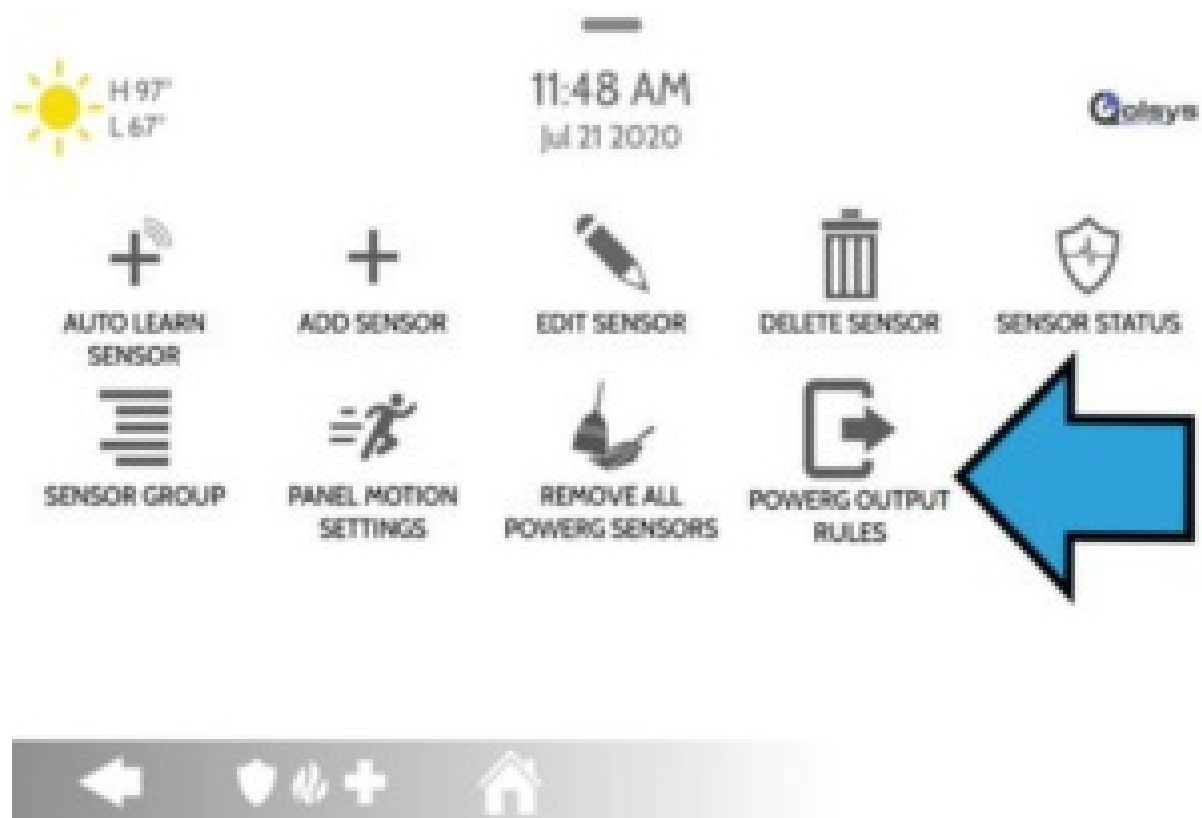 11:48 AM
H 97°
L 67°
Jul 21 2020
Qolsys
AUTO LEARN
SENSOR
ADD SENSOR
EDIT SENSOR
DELETE SENSOR
SENSOR STATUS
SENSOR GROUP
PANEL MOTION
SETTINGS
REMOVE ALL
POWERG SENSORS
POWERG OUTPUT
RULES